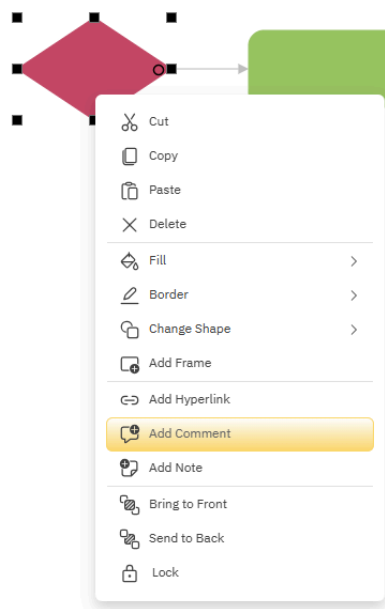 Cut
Copy
Paste
Delete
Fill
Border
Change Shape
Add Frame
Add Hyperlink
Add Comment
Add Note
Bring to Front
Send to Back
Lock